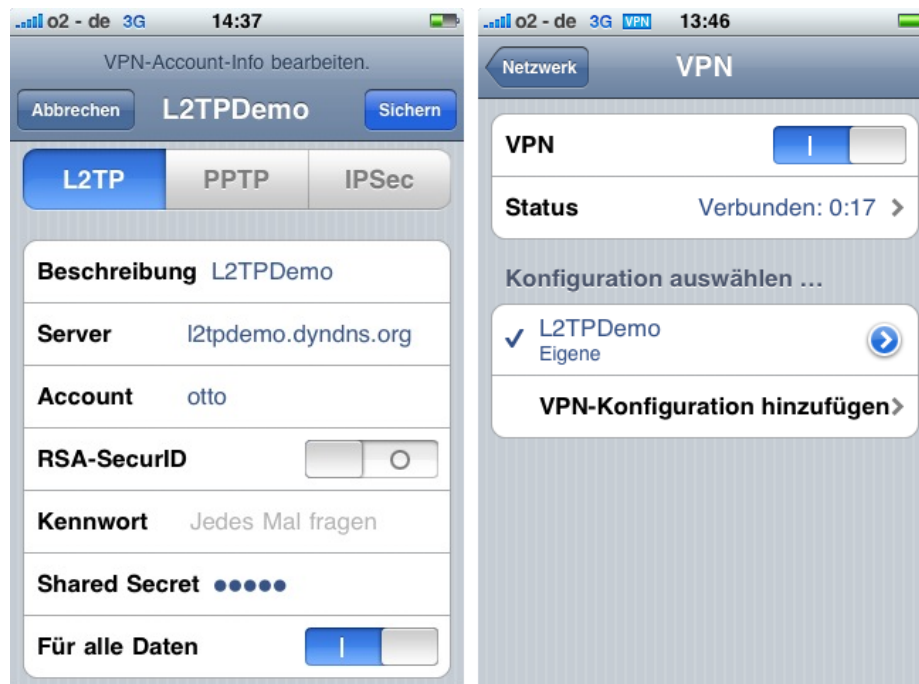 o2 - de 3G 14:37
VPN-Account-Info bearbeiten.
Abbrechen L2TPDemo Sichern
L2TP PPTP IPSec
Beschreibung L2TPDemo
Server l2tpdemo.dyndns.org
Account otto
RSA-SecurID
Kennwort Jedes Mal fragen
Shared Secret ●●●●●
Für alle Daten
o2 - de 3G VPN 13:46
Netzwerk VPN
VPN
Status Verbunden: 0:17
Konfiguration auswählen ...
L2TPDemo
Eigene
VPN-Konfiguration hinzufügen